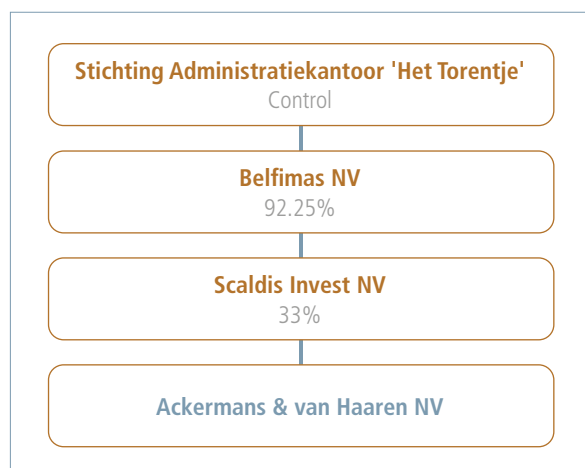 Stichting Administratiekantoor 'Het Torentje'
Control
Belfimas NV
92.25%
Scaldis Invest NV
33%
Ackermans & van Haaren NV